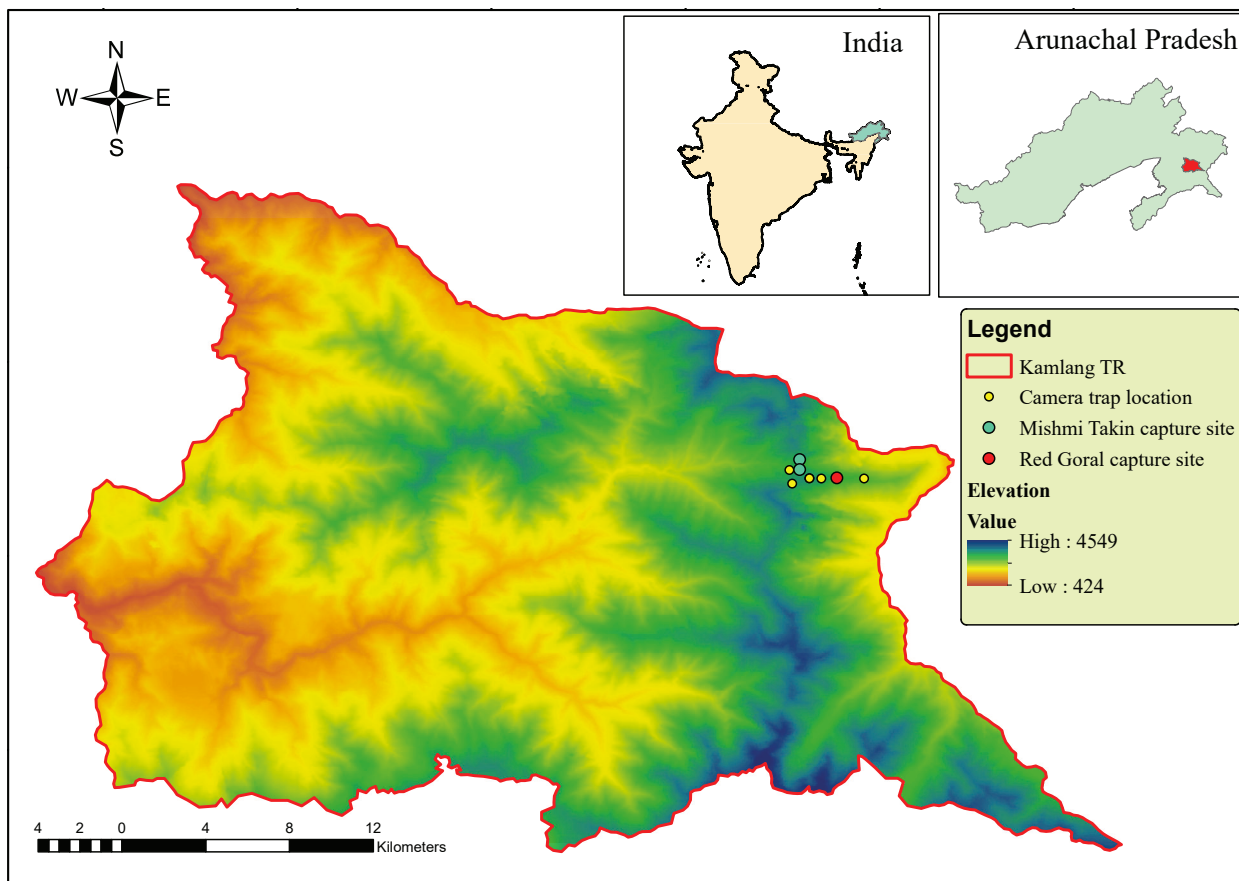 N
W E
S
India
Arunachal Pradesh
Legend
Kamlang TR
Camera trap location
Mishmi Takin capture site
Red Goral capture site
Elevation
Value
High : 4549
Low : 424
4 2 0 4 8 12
Kilometers